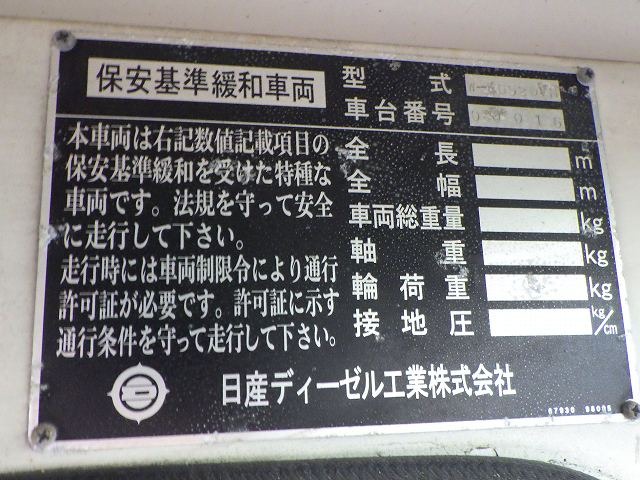 保安基準緩和車両
本車両は右記数値記載項目の
保安基準緩和を受けた特種な
車両です。法規を守って安全
に走行して下さい。
走行時には車両制限令により通行
許可証が必要です。許可証に示す
通行条件を守って走行して下さい。
型式
車台番号
全長 m
全幅 m
車両総重量 kg
軸重 kg
輪荷重 kg
接地圧 kg/cm
日産ディーゼル工業株式会社
67930